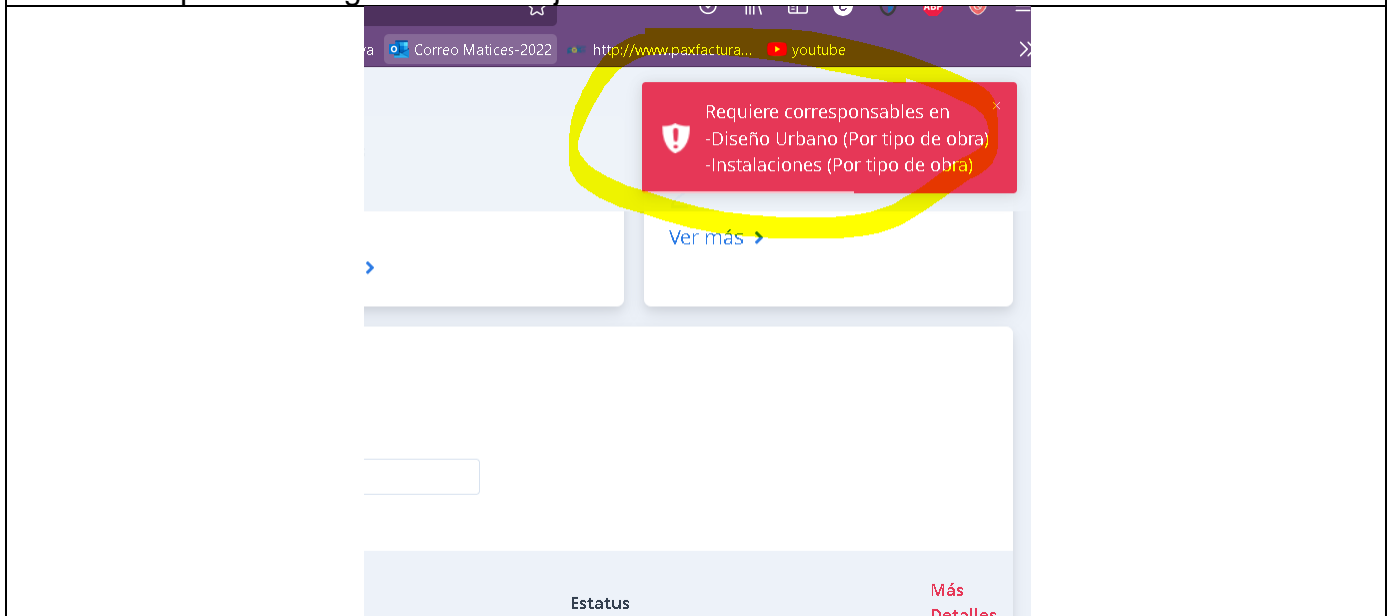 Correo Matices-2022 http://www.paxfactura... youtube
Requiere corresponsables en
-Diseño Urbano (Por tipo de obra)
-Instalaciones (Por tipo de obra)
Ver más
Estatus
Más
Detalles